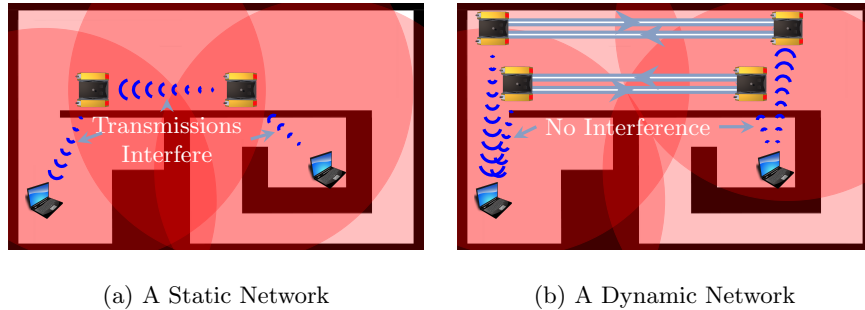 Transmissions
Interfere
No Interference
(a) A Static Network
(b) A Dynamic Network